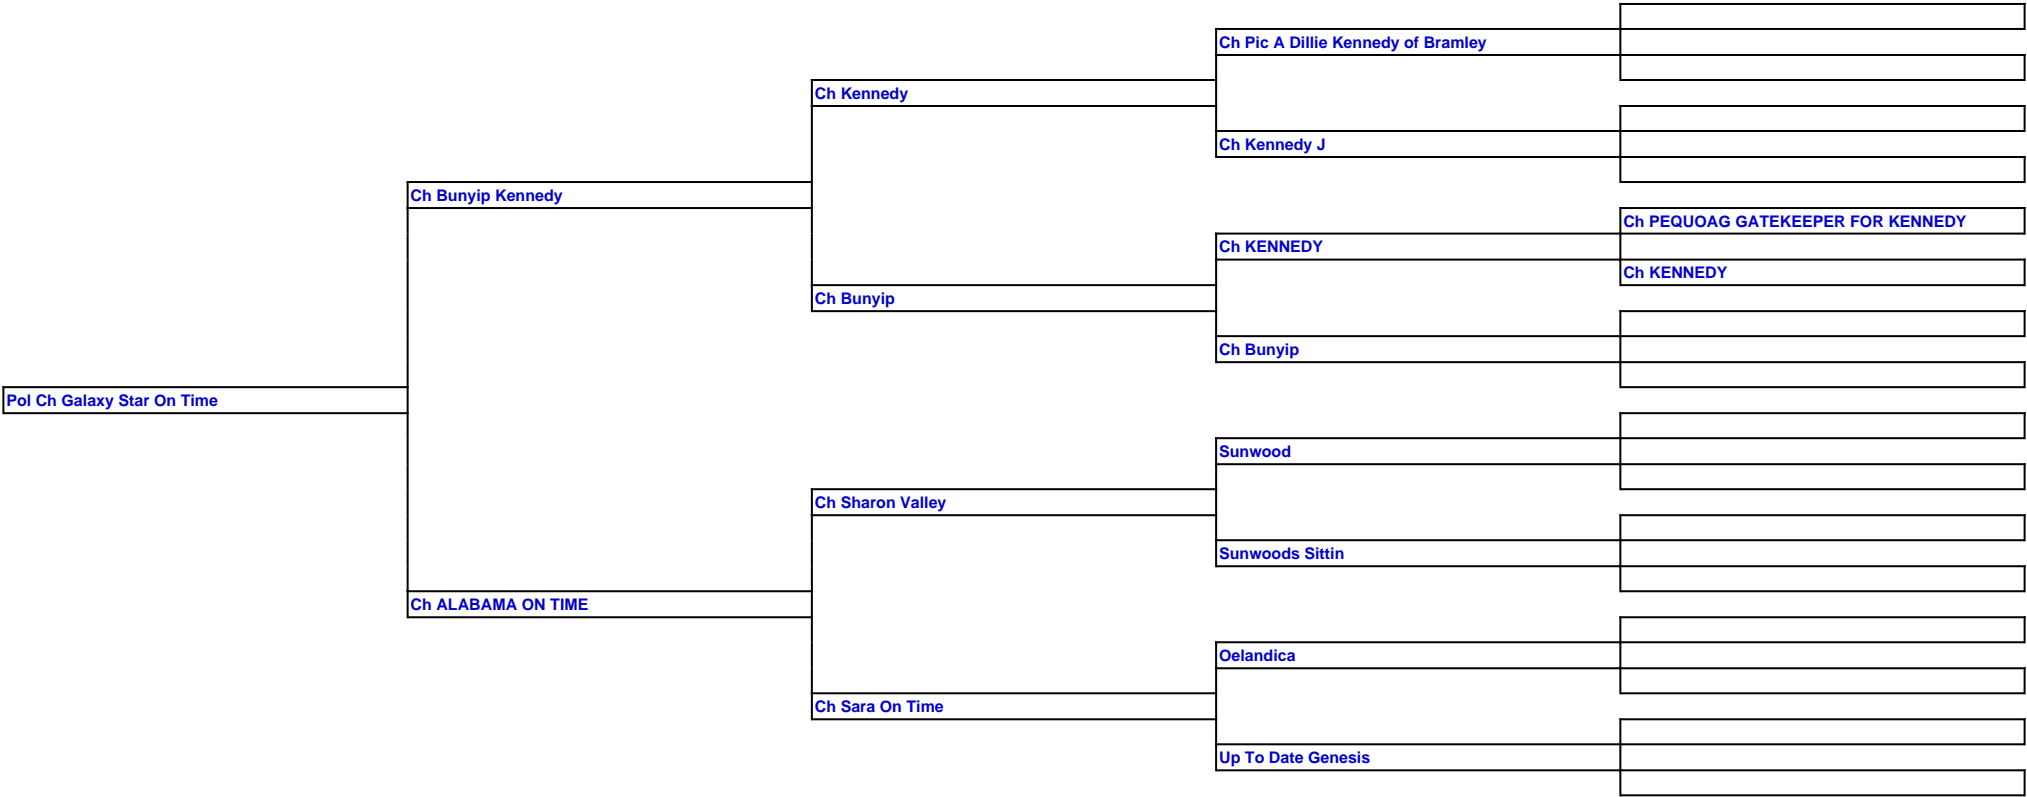 Ch Pic A Dillie Kennedy of Bramley
Ch Kennedy
Ch Kennedy J
Ch Bunyip Kennedy
Ch PEQUOAG GATEKEEPER FOR KENNEDY
Ch KENNEDY
Ch KENNEDY
Ch Bunyip
Ch Bunyip
Pol Ch Galaxy Star On Time
Sunwood
Ch Sharon Valley
Sunwoods Sittin
Ch ALABAMA ON TIME
Oelandica
Ch Sara On Time
Up To Date Genesis